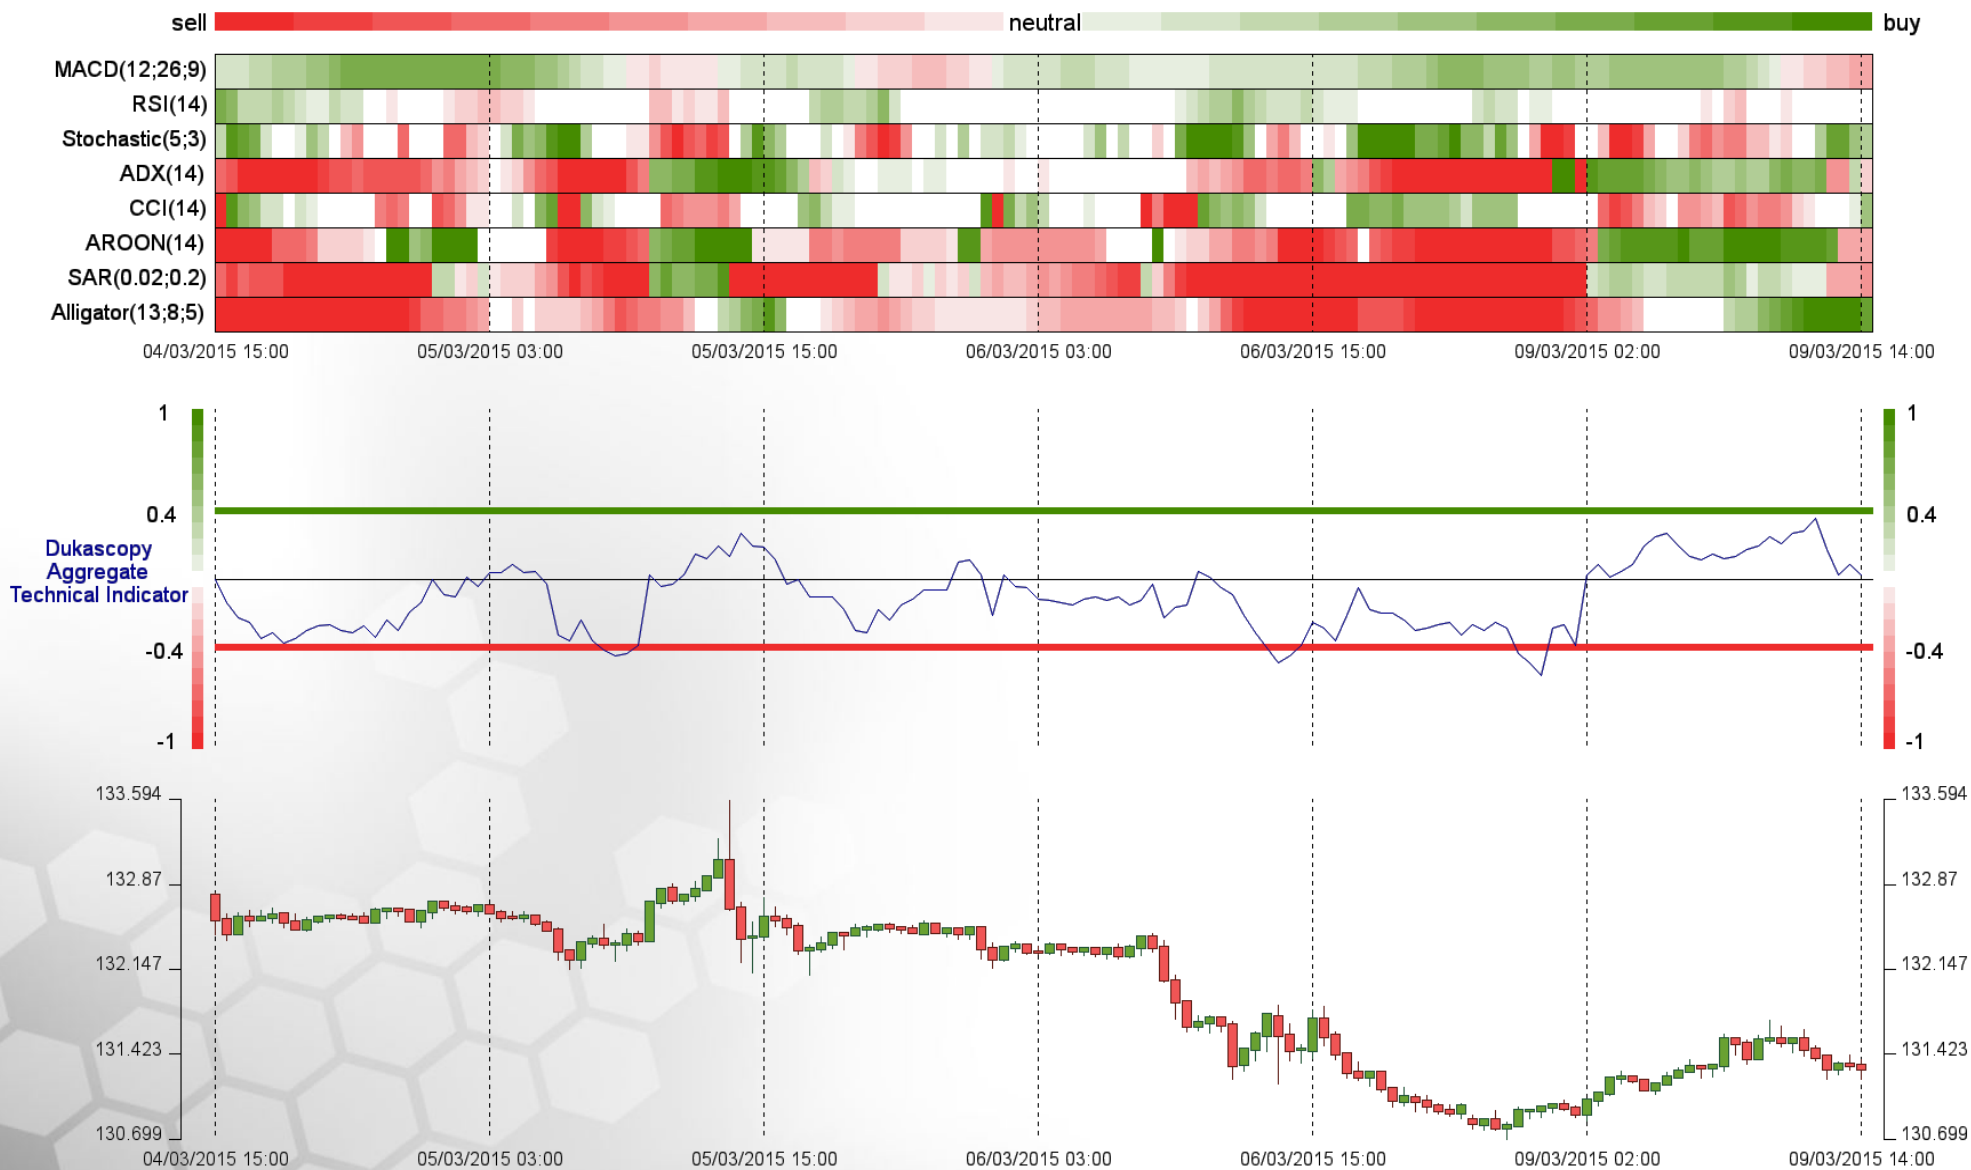 sell neutral buy
MACD(12;26;9)
RSI(14)
Stochastic(5;3)
ADX(14)
CCI(14)
AROON(14)
SAR(0.02;0.2)
Alligator(13;8;5)
04/03/2015 15:00 05/03/2015 03:00 05/03/2015 15:00 06/03/2015 03:00 06/03/2015 15:00 09/03/2015 02:00 09/03/2015 14:00
1 1
0.4 0.4
Dukascopy
Aggregate
Technical Indicator
-0.4 -0.4
-1 -1
133.594 133.594
132.87 132.87
132.147 132.147
131.423 131.423
130.699 130.699
04/03/2015 15:00 05/03/2015 03:00 05/03/2015 15:00 06/03/2015 03:00 06/03/2015 15:00 09/03/2015 02:00 09/03/2015 14:00